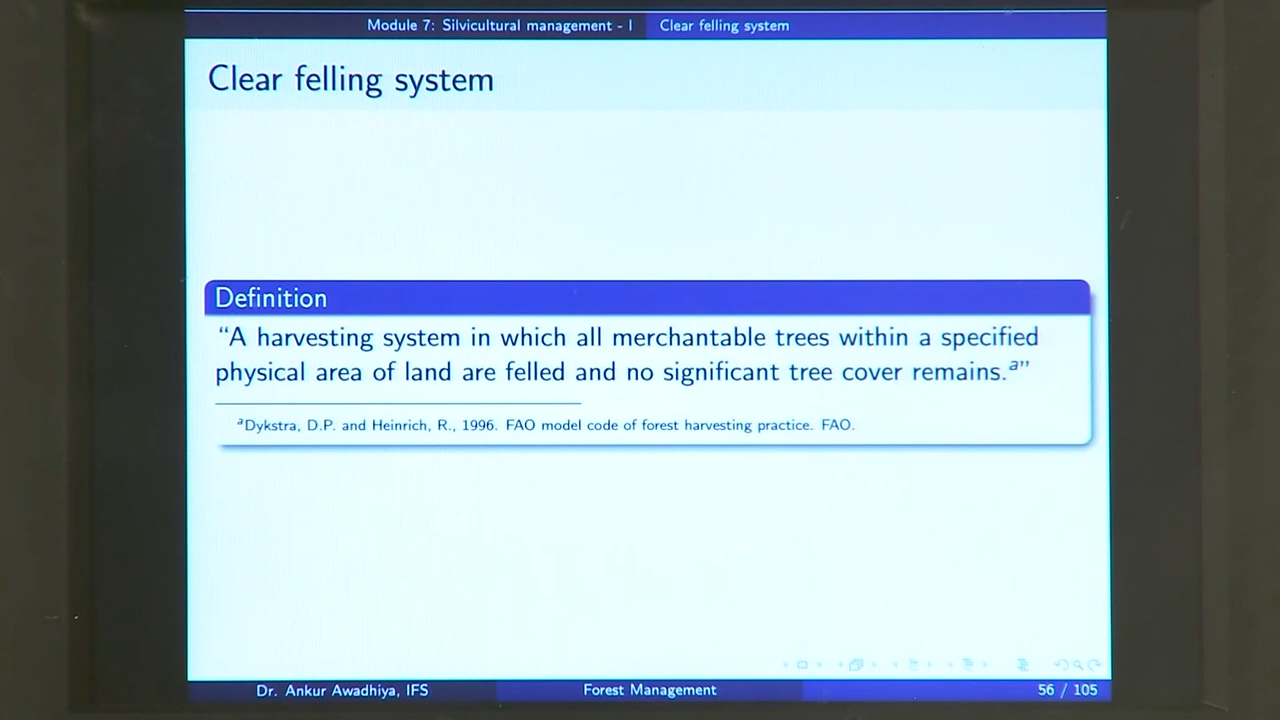 Module 7: Silvicultural management - I Clear felling system
Clear felling system
Definition
“A harvesting system in which all merchantable trees within a specified
physical area of land are felled and no significant tree cover remains.a”
aDykstra, D.P. and Heinrich, R., 1996. FAO model code of forest harvesting practice. FAO.
Dr. Ankur Awadhiya, IFS Forest Management 56 / 105